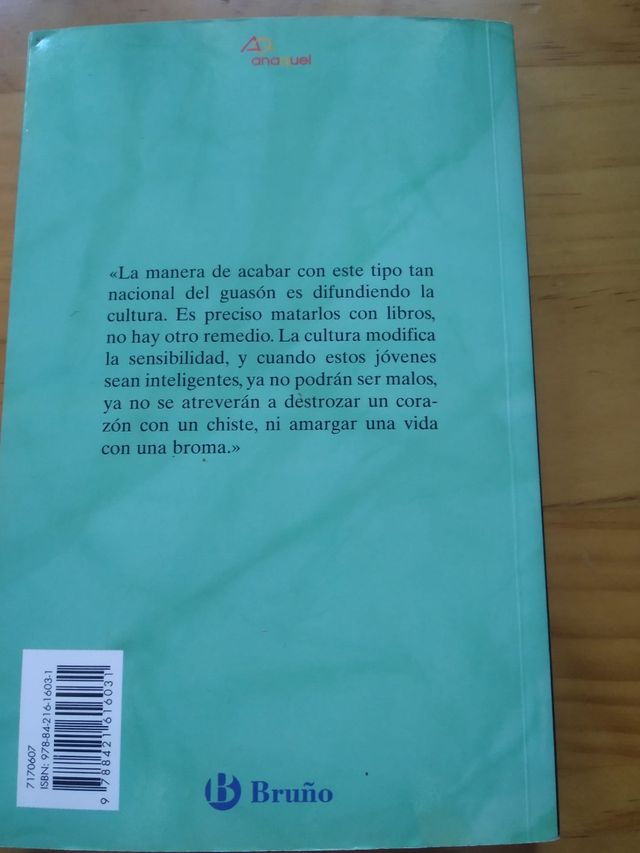 anaquel
«La manera de acabar con este tipo tan
nacional del guasón es difundiendo la
cultura. Es preciso matarlos con libros,
no hay otro remedio. La cultura modifica
la sensibilidad, y cuando estos jóvenes
sean inteligentes, ya no podrán ser malos,
ya no se atreverán a destrozar un cora-
zón con un chiste, ni amargar una vida
con una broma.»
7170607
ISBN: 978-84-216-1603-1
9 788421 616031
Bruño